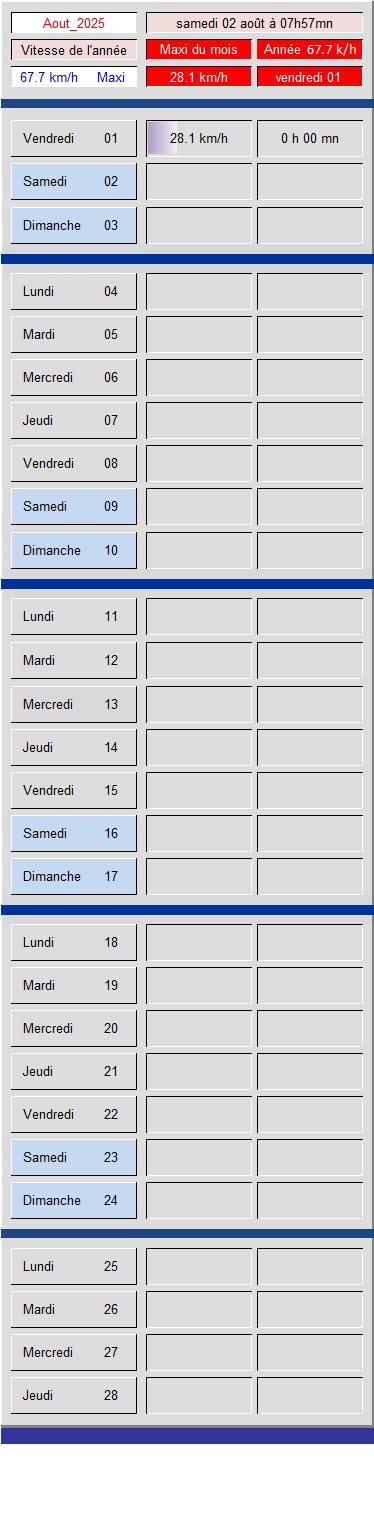 Aout_2025 samedi 02 août à 07h57mn
Vitesse de l'année Maxi du mois Année 67.7 k/h
67.7 km/h Maxi 28.1 km/h vendredi 01
Vendredi 01 28.1 km/h 0 h 00 mn
Samedi 02
Dimanche 03
Lundi 04
Mardi 05
Mercredi 06
Jeudi 07
Vendredi 08
Samedi 09
Dimanche 10
Lundi 11
Mardi 12
Mercredi 13
Jeudi 14
Vendredi 15
Samedi 16
Dimanche 17
Lundi 18
Mardi 19
Mercredi 20
Jeudi 21
Vendredi 22
Samedi 23
Dimanche 24
Lundi 25
Mardi 26
Mercredi 27
Jeudi 28